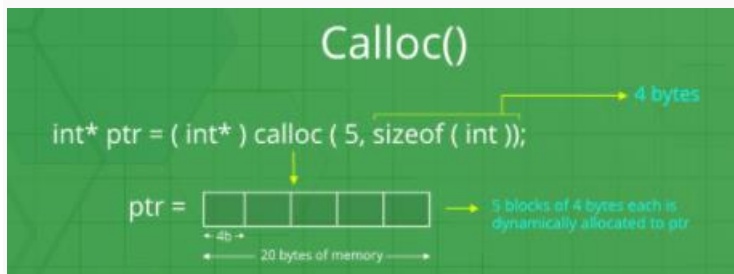 Calloc()
4 bytes
int* ptr = ( int* ) calloc ( 5, sizeof ( int ));
ptr =
5 blocks of 4 bytes each is
dynamically allocated to ptr
4b
20 bytes of memory